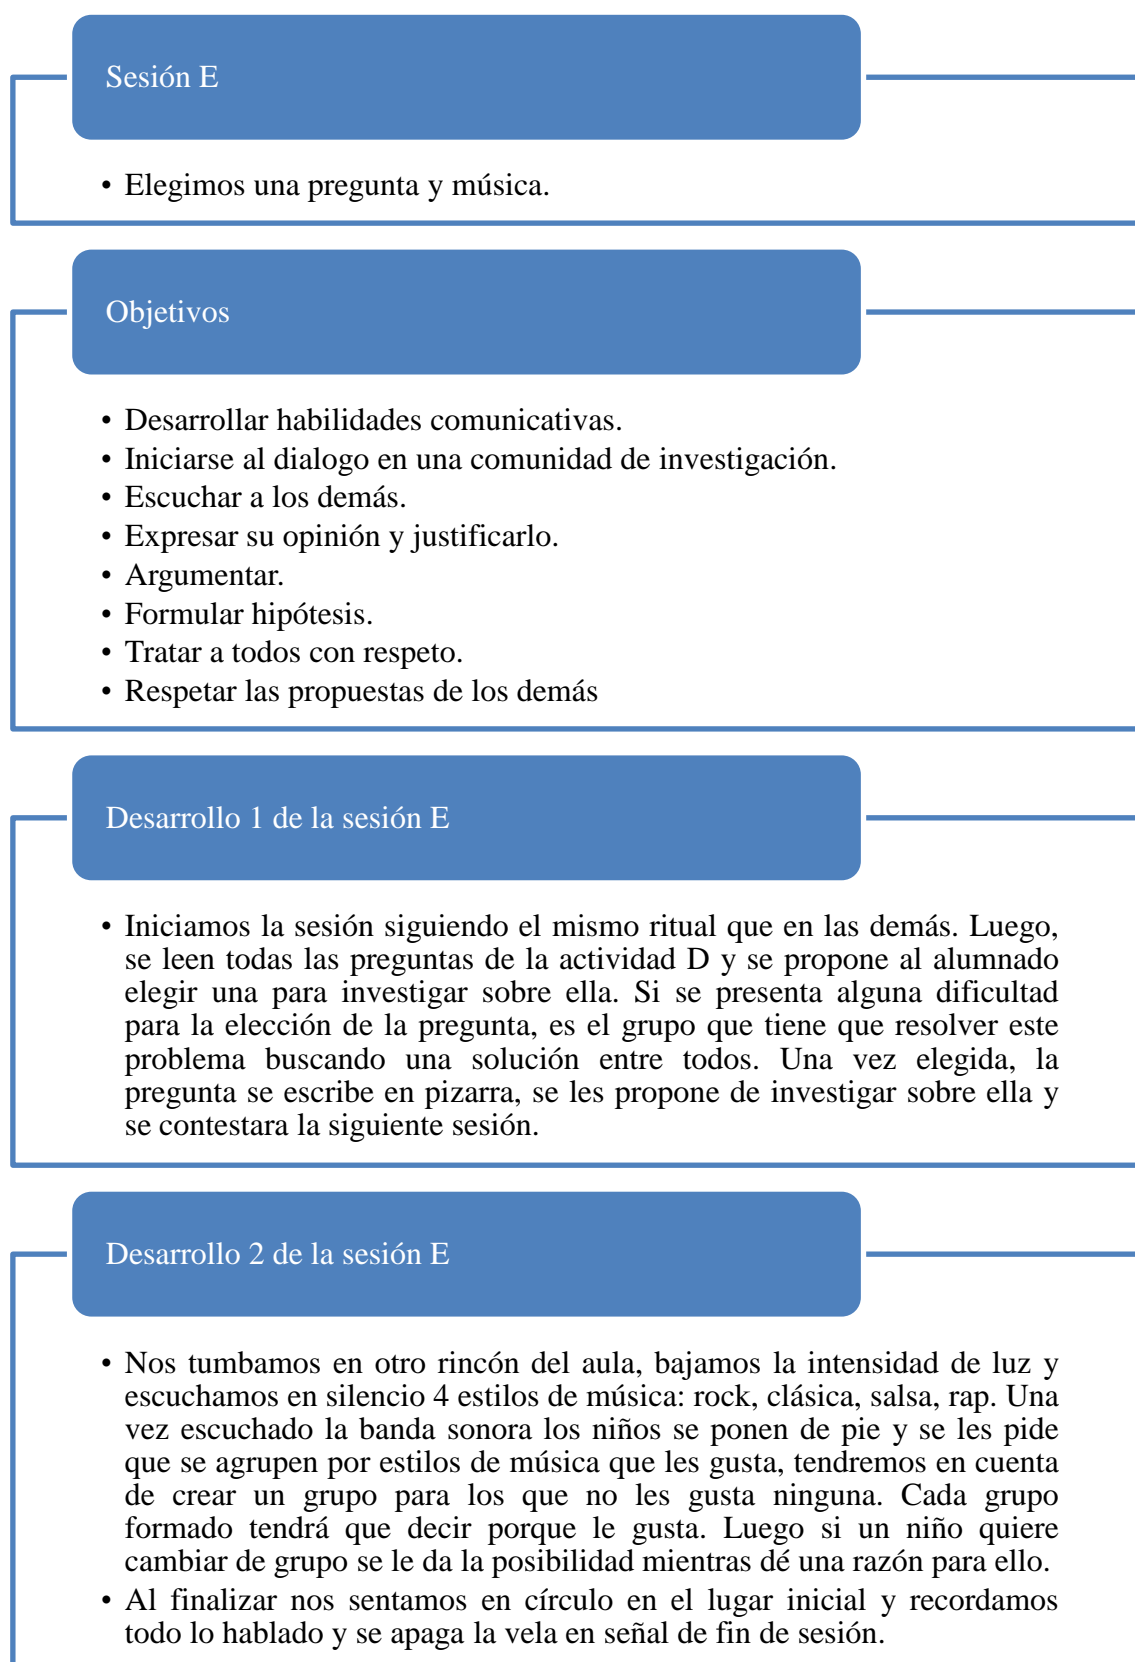 Sesión E
• Elegimos una pregunta y música.
Objetivos
• Desarrollar habilidades comunicativas.
• Iniciarse al dialogo en una comunidad de investigación.
• Escuchar a los demás.
• Expresar su opinión y justificarlo.
• Argumentar.
• Formular hipótesis.
• Tratar a todos con respeto.
• Respetar las propuestas de los demás
Desarrollo 1 de la sesión E
• Iniciamos la sesión siguiendo el mismo ritual que en las demás. Luego,
se leen todas las preguntas de la actividad D y se propone al alumnado
elegir una para investigar sobre ella. Si se presenta alguna dificultad
para la elección de la pregunta, es el grupo que tiene que resolver este
problema buscando una solución entre todos. Una vez elegida, la
pregunta se escribe en pizarra, se les propone de investigar sobre ella y
se contestara la siguiente sesión.
Desarrollo 2 de la sesión E
• Nos tumbamos en otro rincón del aula, bajamos la intensidad de luz y
escuchamos en silencio 4 estilos de música: rock, clásica, salsa, rap. Una
vez escuchado la banda sonora los niños se ponen de pie y se les pide
que se agrupen por estilos de música que les gusta, tendremos en cuenta
de crear un grupo para los que no les gusta ninguna. Cada grupo
formado tendrá que decir porque le gusta. Luego si un niño quiere
cambiar de grupo se le da la posibilidad mientras dé una razón para ello.
• Al finalizar nos sentamos en círculo en el lugar inicial y recordamos
todo lo hablado y se apaga la vela en señal de fin de sesión.